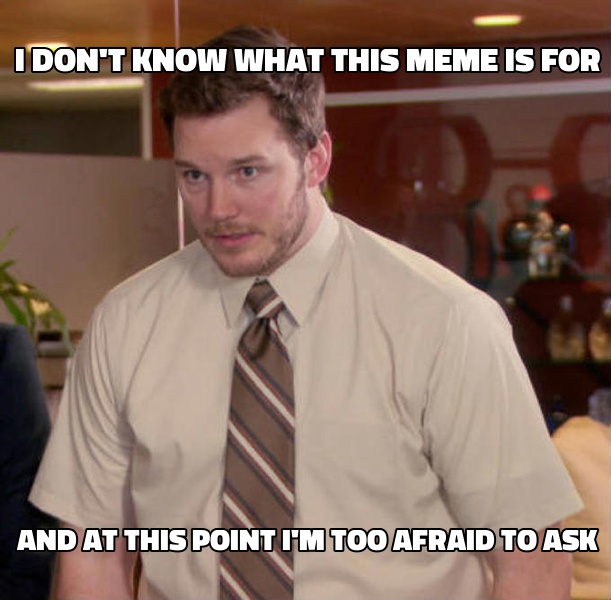 I DON'T KNOW WHAT THIS MEME IS FOR
AND AT THIS POINT I'M TOO AFRAID TO ASK